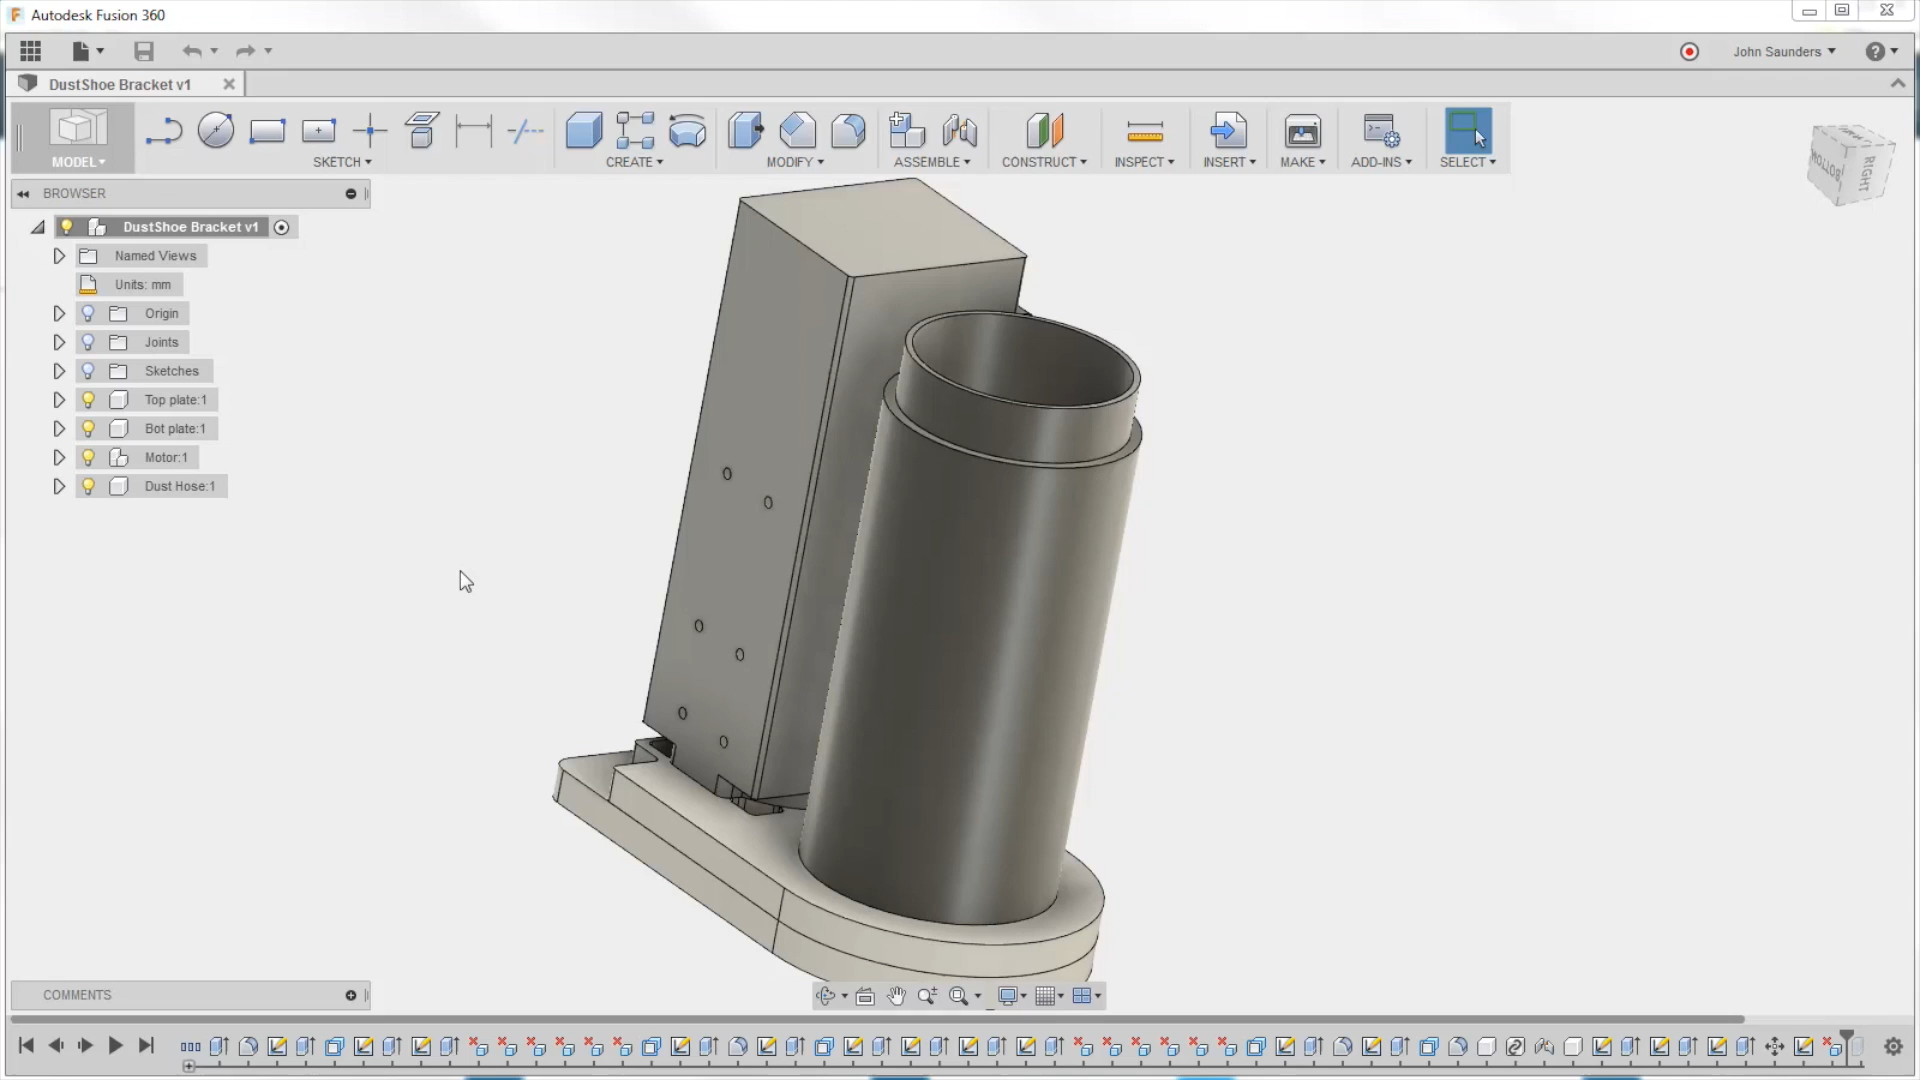 Autodesk Fusion 360
John Saunders
DustShoe Bracket v1
MODEL
SKETCH
CREATE
MODIFY
ASSEMBLE
CONSTRUCT
INSPECT
INSERT
MAKE
ADD-INS
SELECT
BOTTOM
RIGHT
BROWSER
DustShoe Bracket v1
Named Views
Units: mm
Origin
Joints
Sketches
Top plate:1
Bot plate:1
Motor:1
Dust Hose:1
COMMENTS